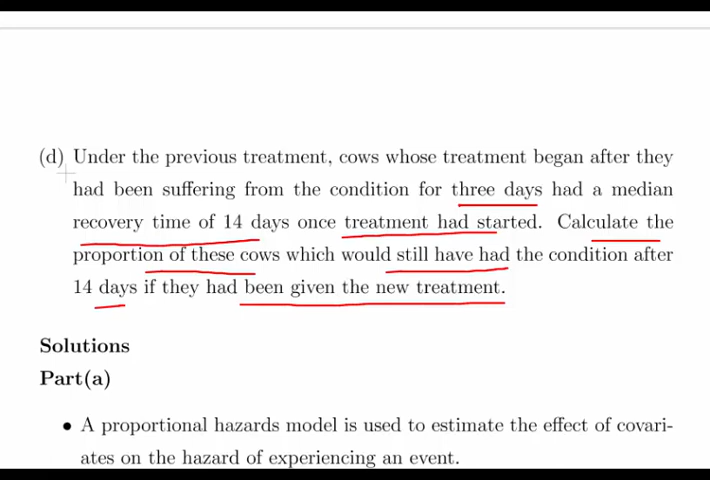 (d) Under the previous treatment, cows whose treatment began after they
had been suffering from the condition for three days had a median
recovery time of 14 days once treatment had started. Calculate the
proportion of these cows which would still have had the condition after
14 days if they had been given the new treatment.
Solutions
Part(a)
• A proportional hazards model is used to estimate the effect of covari-
ates on the hazard of experiencing an event.